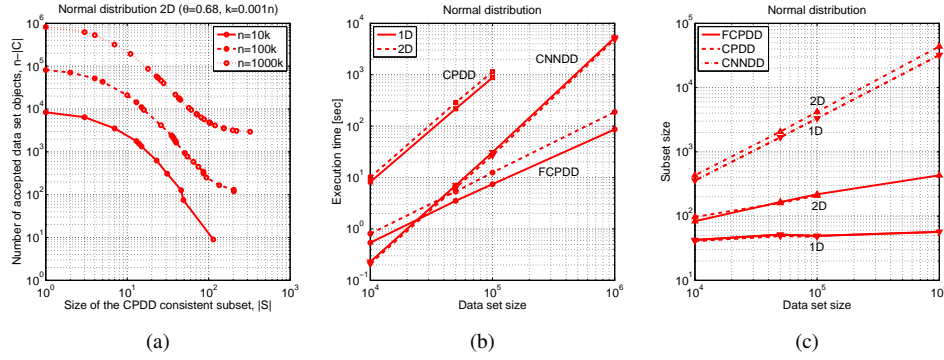 Normal distribution 2D (θ=0.68, k=0.001n)
Number of accepted data set objects, n−|C|
10^6
10^5
10^4
10^3
10^2
10^1
10^0
n=10k
n=100k
n=1000k
10^0
10^1
10^2
10^3
Size of the CPDD consistent subset, |S|
(a)
Normal distribution
Execution time [sec]
10^4
10^3
10^2
10^1
10^0
10^−1
1D
2D
CPDD
CNNDD
FCPDD
10^4
10^5
10^6
Data set size
(b)
Normal distribution
Subset size
10^5
10^4
10^3
10^2
10^1
FCPDD
CPDD
CNNDD
2D
1D
2D
1D
10^4
10^5
Data set size
(c)